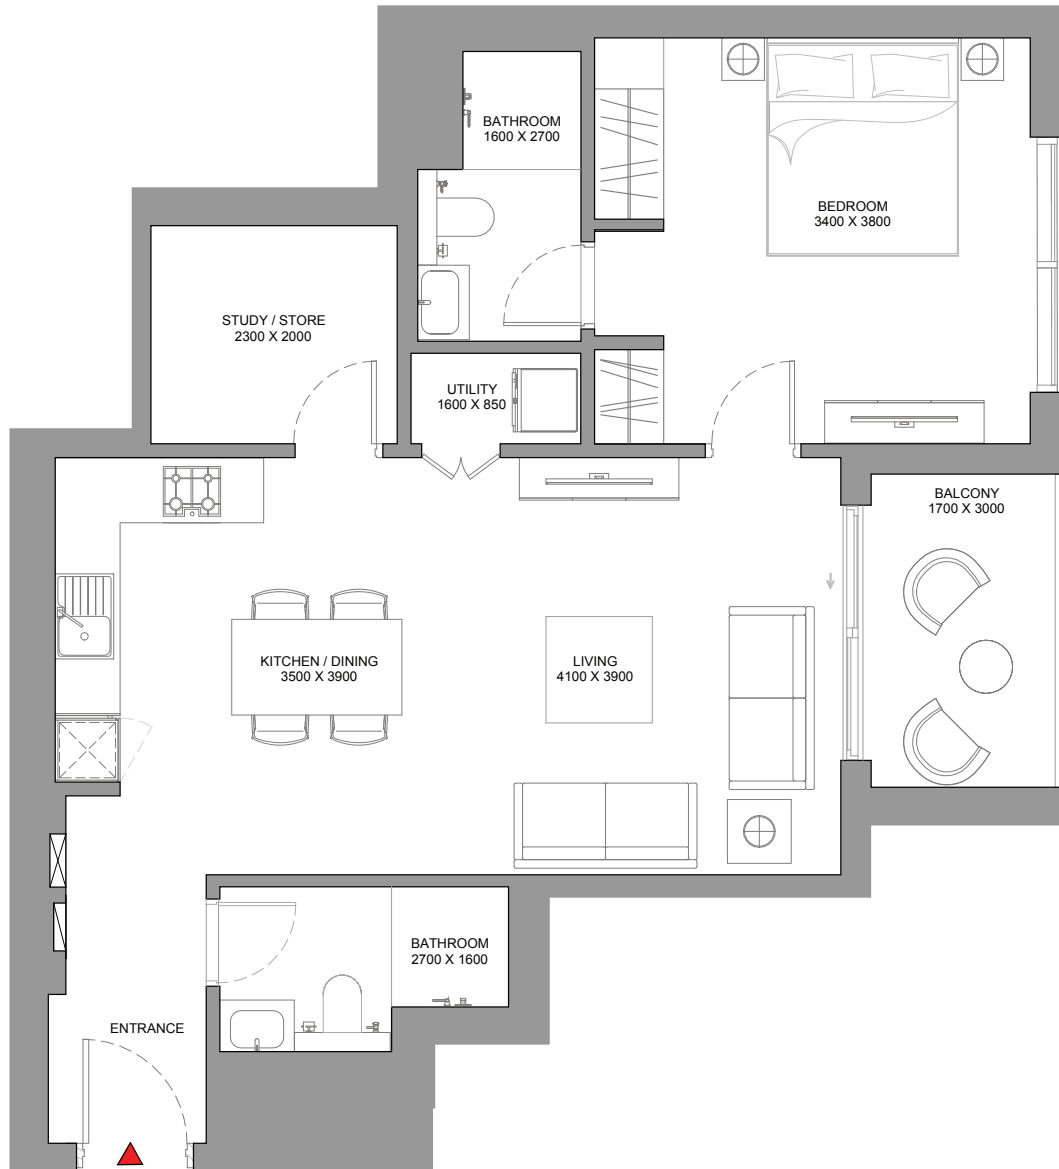 BATHROOM
1600 X 2700
BEDROOM
3400 X 3800
STUDY / STORE
2300 X 2000
UTILITY
1600 X 850
BALCONY
1700 X 3000
KITCHEN / DINING
3500 X 3900
LIVING
4100 X 3900
BATHROOM
2700 X 1600
ENTRANCE